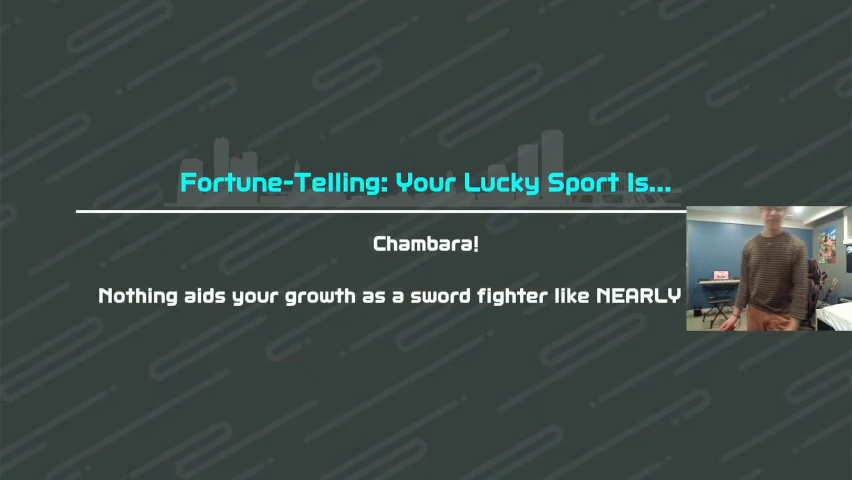 Fortune-Telling: Your Lucky Sport Is...
Chambara!
Nothing aids your growth as a sword fighter like NEARLY